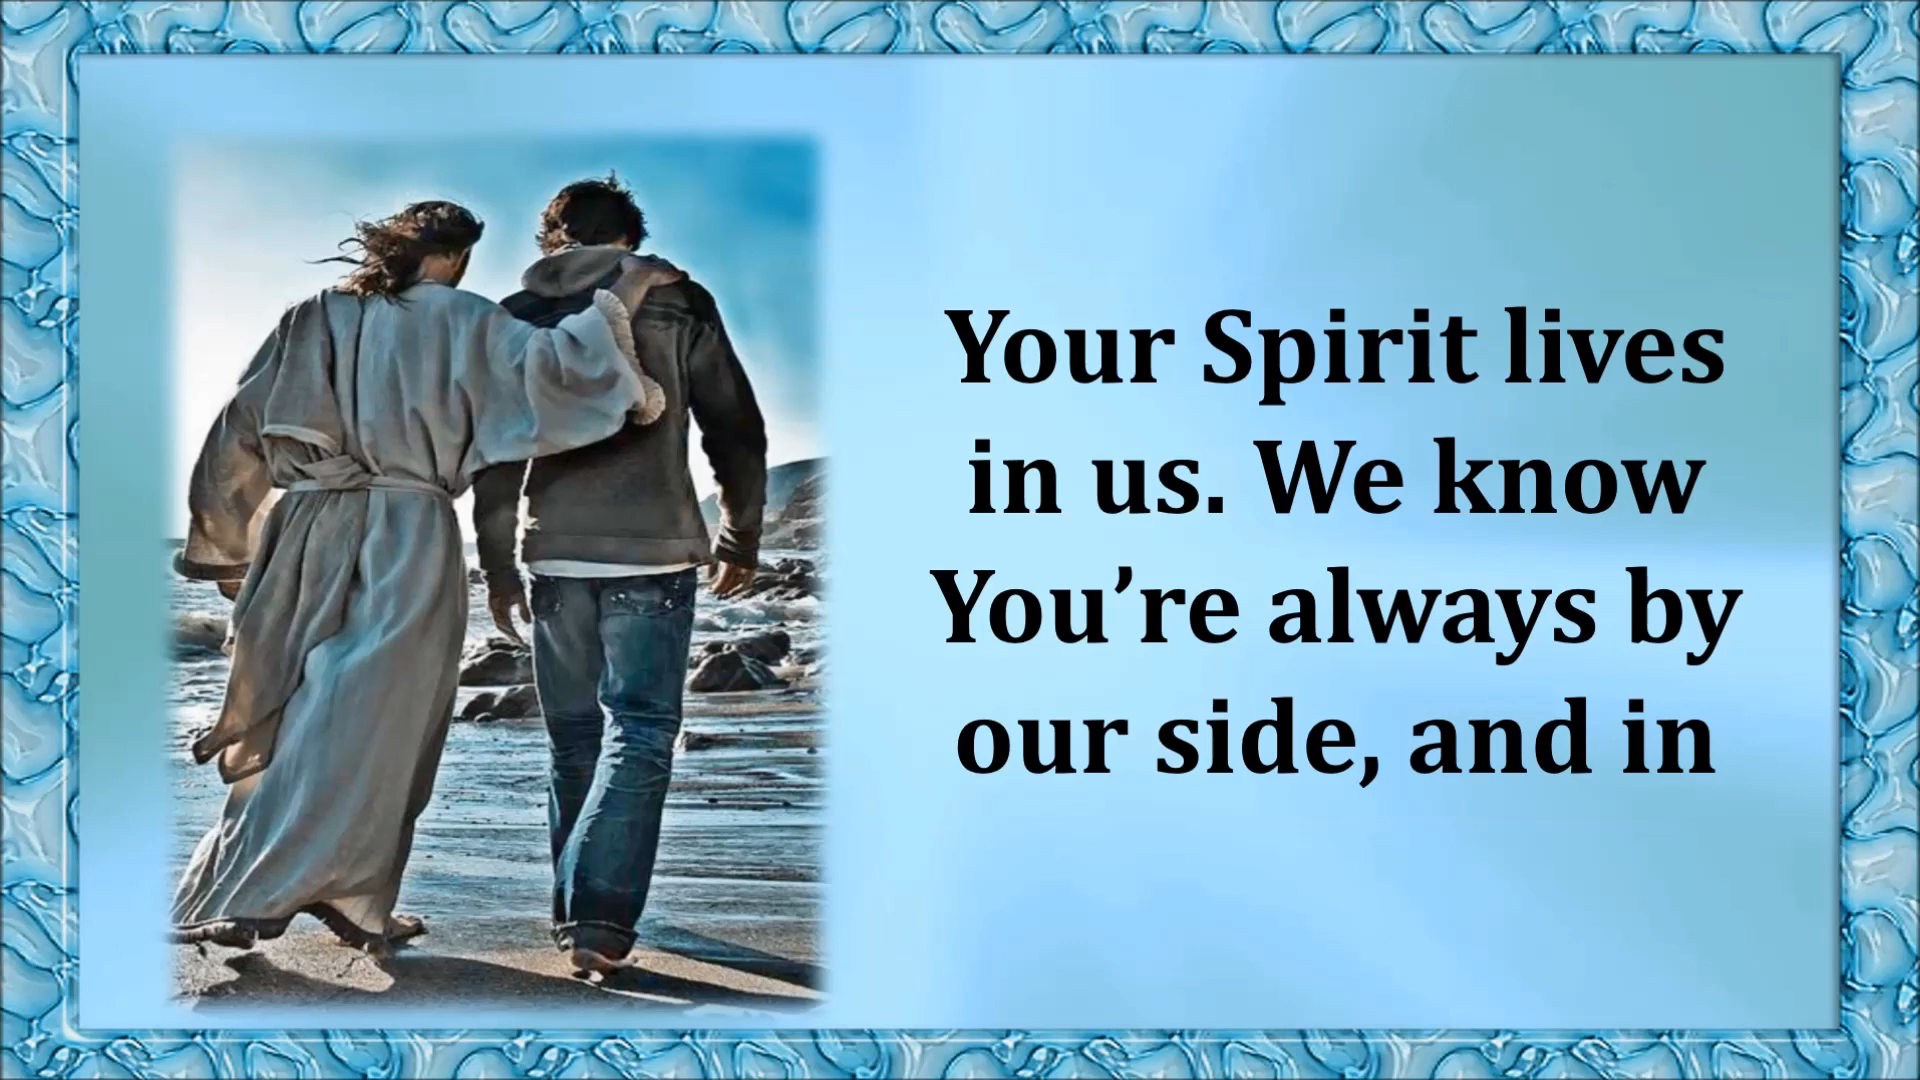 Your Spirit lives
in us. We know
You’re always by
our side, and in